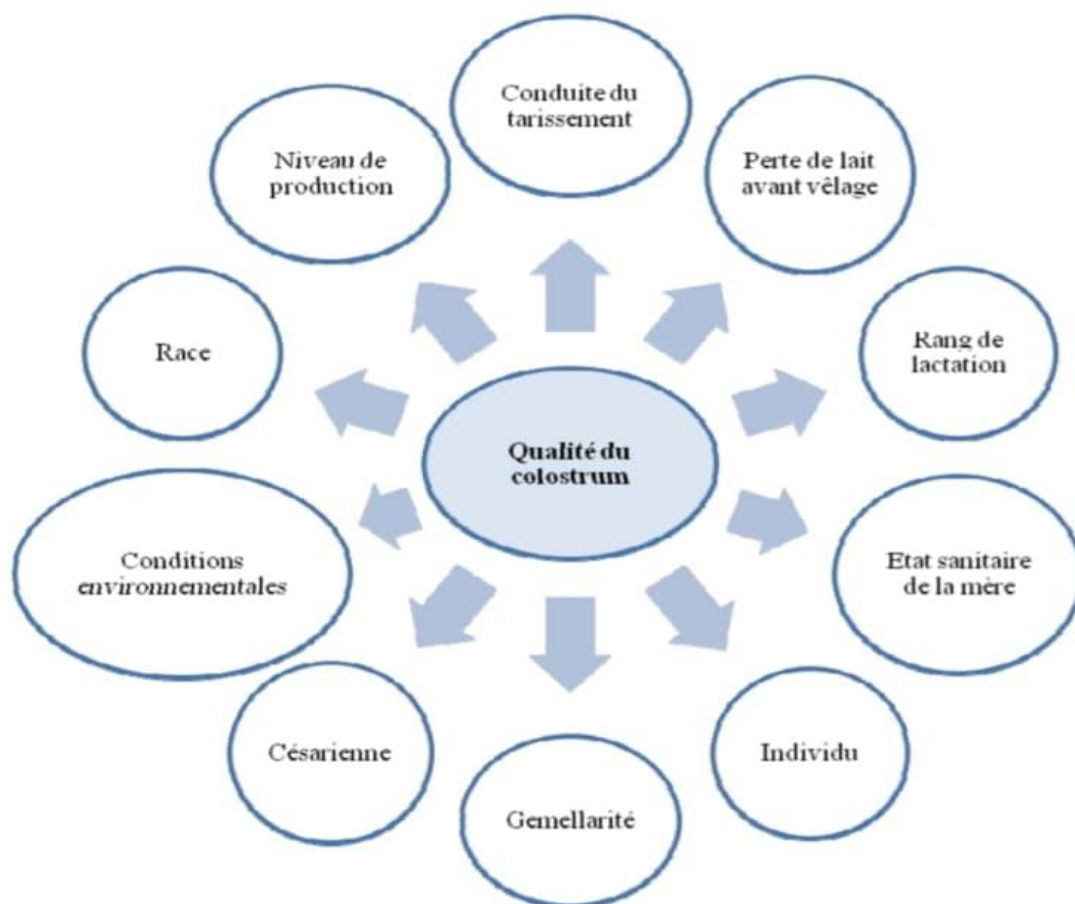 Conduite du
tarissement
Perte de lait
avant vêlage
Rang de
lactation
Etat sanitaire
de la mère
Individu
Gemellarité
Césarienne
Conditions
environnementales
Race
Niveau de
production
Qualité du
colostrum